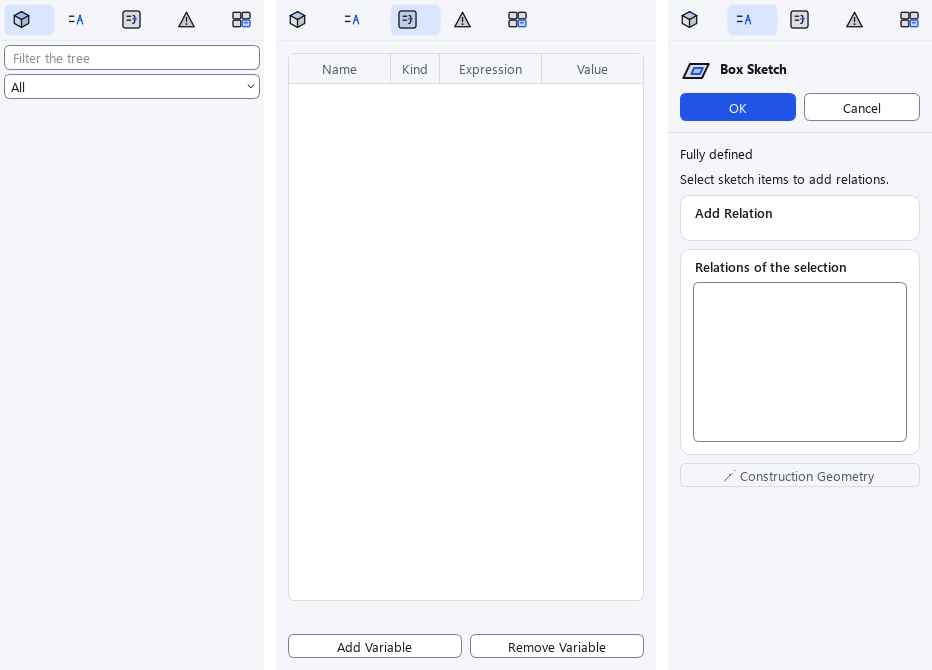 Filter the tree
All
Name Kind Expression Value
Add Variable Remove Variable
Box Sketch
OK Cancel
Fully defined
Select sketch items to add relations.
Add Relation
Relations of the selection
Construction Geometry